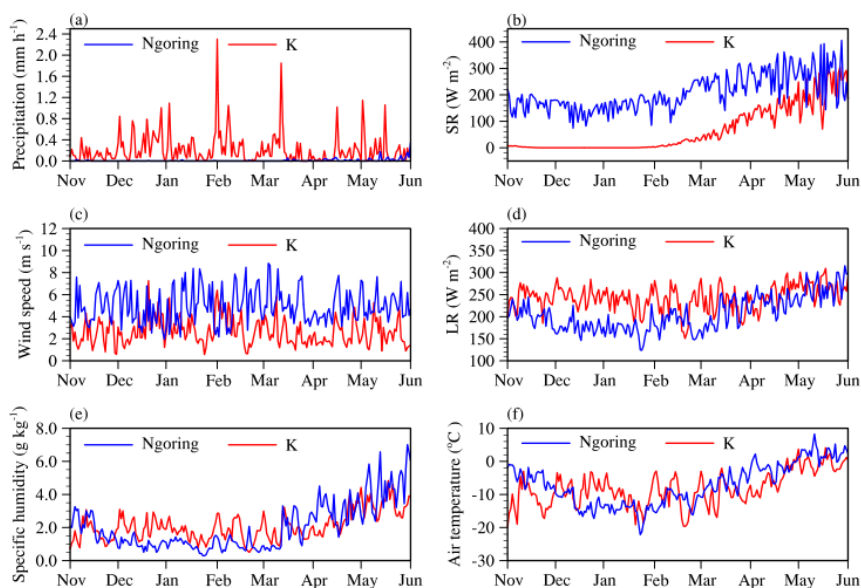 (a)
Ngoring K
Precipitation (mm h⁻¹)
2.4
2.0
1.6
1.2
0.8
0.4
0.0
Nov Dec Jan Feb Mar Apr May Jun
(b)
Ngoring K
SR (W m⁻²)
400
300
200
100
0
Nov Dec Jan Feb Mar Apr May Jun
(c)
Ngoring K
Wind speed (m s⁻¹)
12
10
8
6
4
2
0
Nov Dec Jan Feb Mar Apr May Jun
(d)
Ngoring K
LR (W m⁻²)
400
350
300
250
200
150
100
Nov Dec Jan Feb Mar Apr May Jun
(e)
Ngoring K
Specific humidity (g kg⁻¹)
8.0
6.0
4.0
2.0
0.0
Nov Dec Jan Feb Mar Apr May Jun
(f)
Ngoring K
Air temperature (°C)
10
0
-10
-20
-30
Nov Dec Jan Feb Mar Apr May Jun